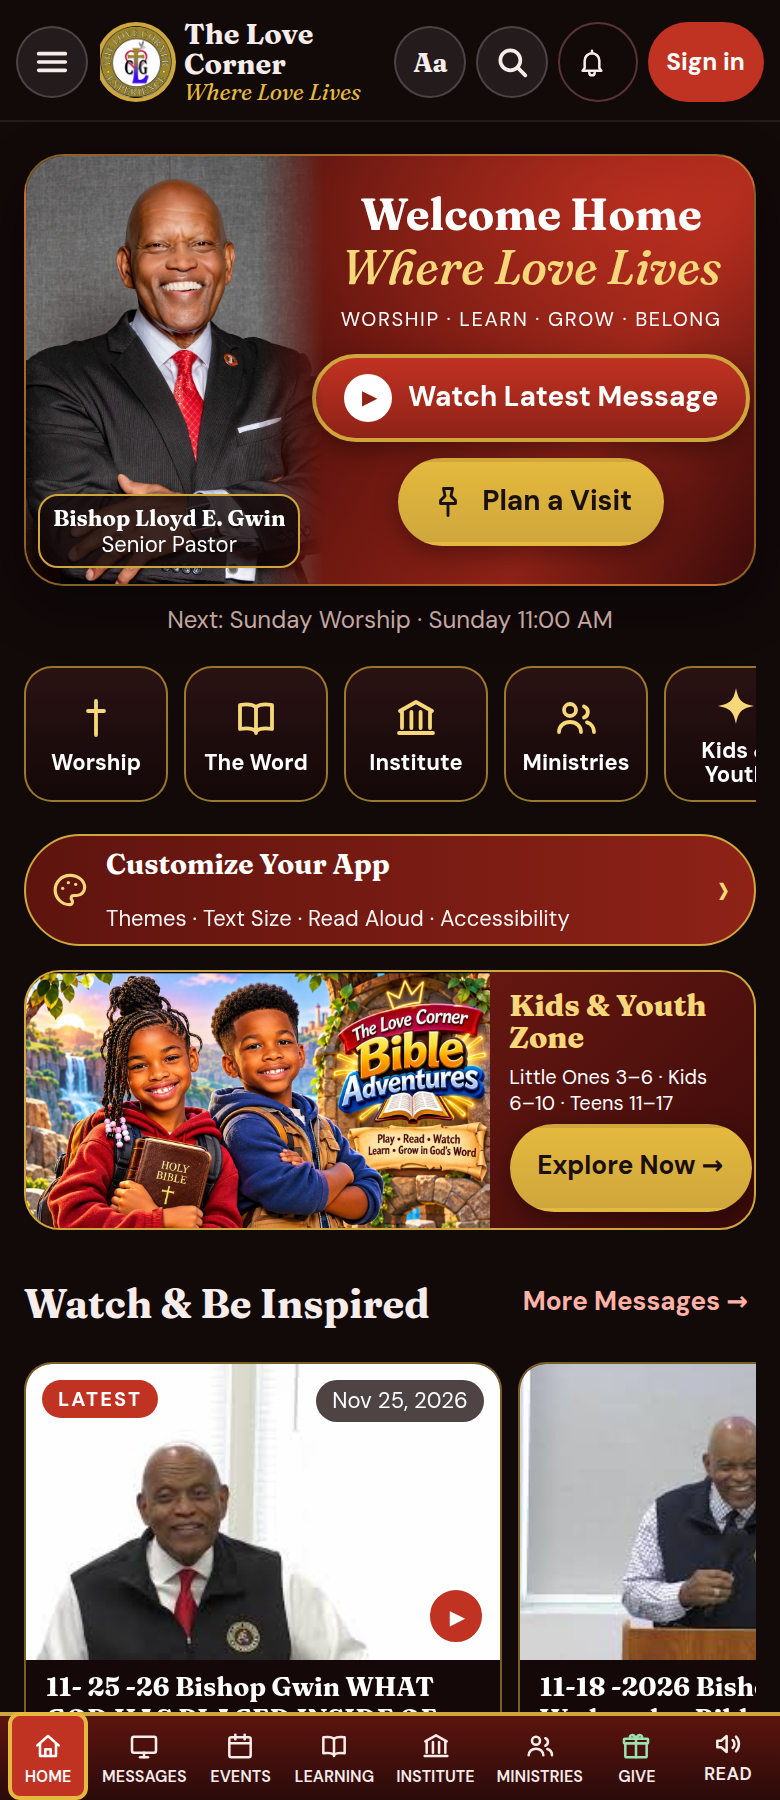 The Love
Corner
Where Love Lives
Aa
Sign in
Welcome Home
Where Love Lives
WORSHIP · LEARN · GROW · BELONG
Watch Latest Message
Plan a Visit
Bishop Lloyd E. Gwin
Senior Pastor
Next: Sunday Worship · Sunday 11:00 AM
Worship
The Word
Institute
Ministries
Kids
Customize Your App
Themes · Text Size · Read Aloud · Accessibility
The Love Corner
Bible
Adventures
Play • Read • Watch
Learn • Grow in God's Word
HOLY
BIBLE
Kids & Youth
Zone
Little Ones 3–6 · Kids
6–10 · Teens 11–17
Explore Now →
Watch & Be Inspired
More Messages →
LATEST
Nov 25, 2026
11- 25 -26 Bishop Gwin WHAT
11-18 -2026
HOME
MESSAGES
EVENTS
LEARNING
INSTITUTE
MINISTRIES
GIVE
READ